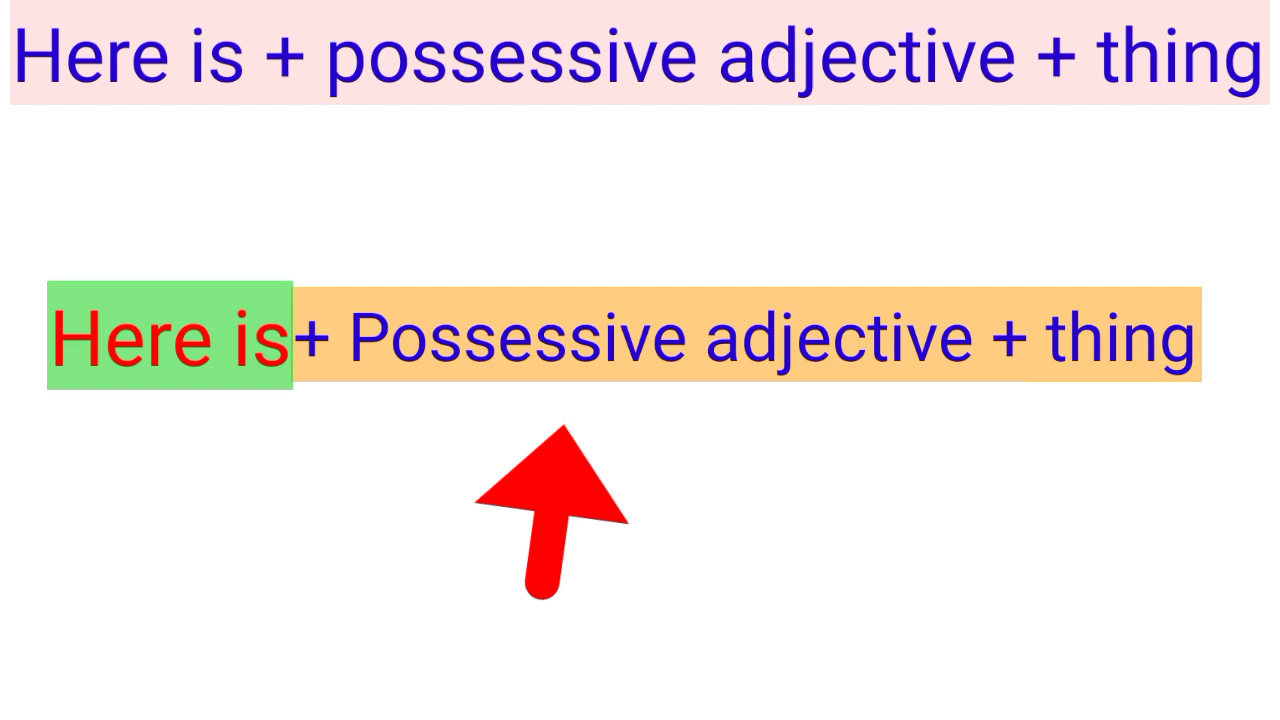 Here is + possessive adjective + thing
Here is+ Possessive adjective + thing